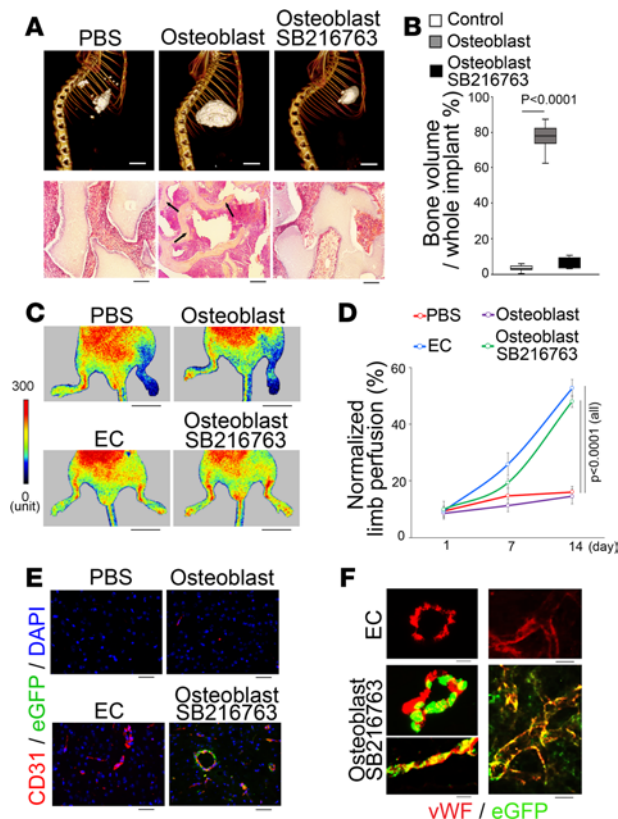 A
PBS
Osteoblast
Osteoblast
SB216763
B
Control
Osteoblast
Osteoblast
SB216763
P<0.0001
Bone volume
/ whole implant %)
100
80
60
40
20
0
C
PBS
Osteoblast
300
0
(unit)
EC
Osteoblast
SB216763
D
PBS
Osteoblast
EC
Osteoblast
SB216763
Normalized
limb perfusion (%)
60
40
20
0
1
7
14 (day)
p<0.0001 (all)
E
PBS
Osteoblast
EC
Osteoblast
SB216763
CD31 / eGFP / DAPI
F
EC
Osteoblast
SB216763
vWF / eGFP